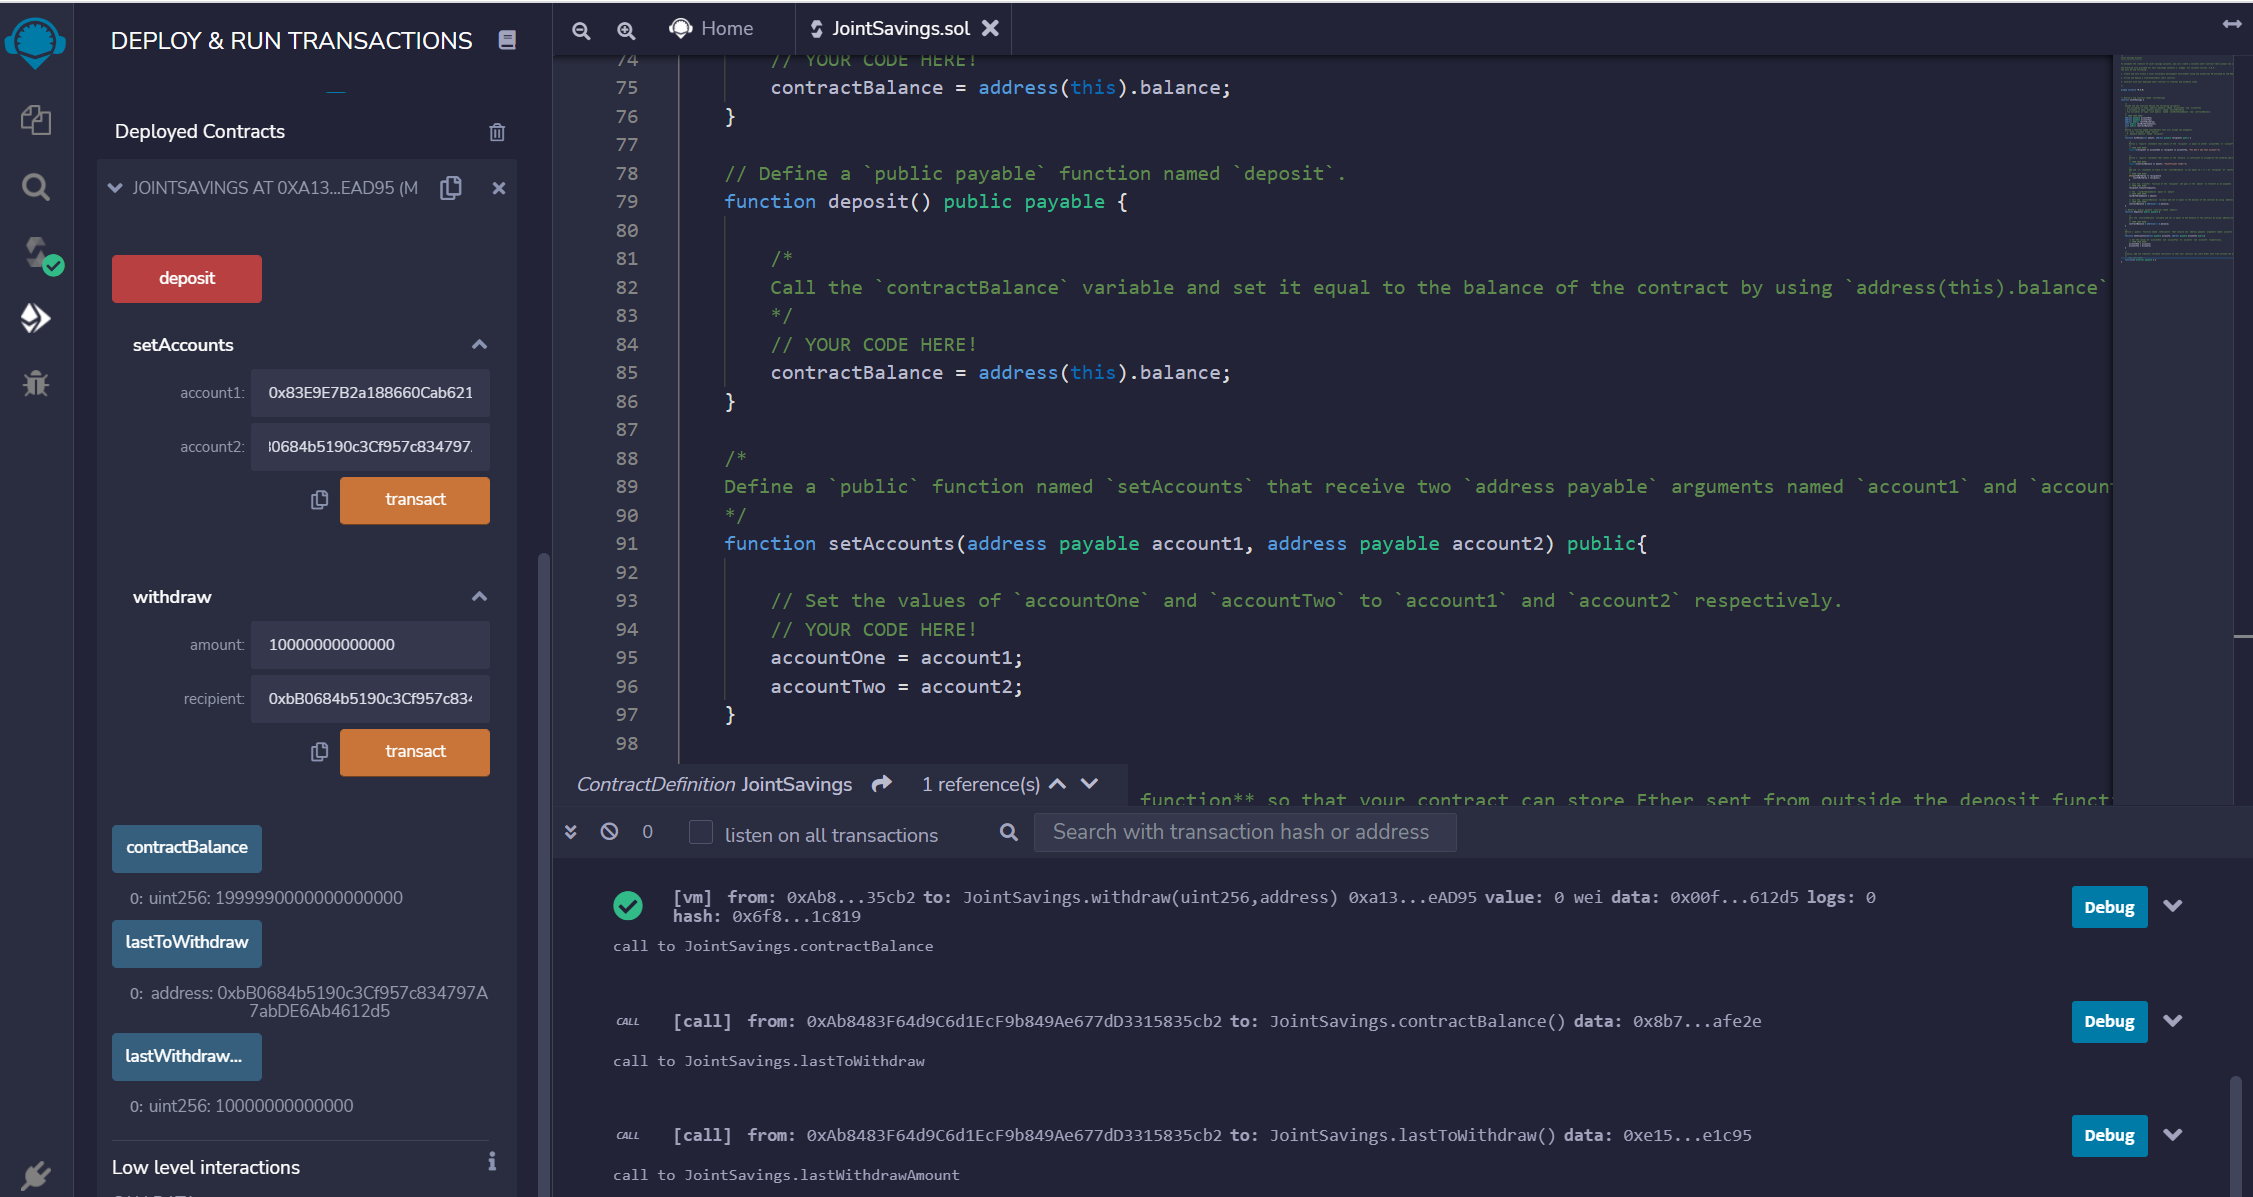 DEPLOY & RUN TRANSACTIONS
Deployed Contracts
JOINTSAVINGS AT 0XA13...EAD95 (M
deposit
setAccounts
account1: 0x83E9E7B2a188660Cab621
account2: 30684b5190c3Cf957c834797.
transact
withdraw
amount: 10000000000000
recipient: 0xbB0684b5190c3Cf957c834
transact
contractBalance
0: uint256: 1999990000000000000
lastToWithdraw
0: address: 0xbB0684b5190c3Cf957c834797A
7abDE6Ab4612d5
lastWithdraw...
0: uint256: 10000000000000
Low level interactions
Home
JointSavings.sol
74 // YOUR CODE HERE!
75 contractBalance = address(this).balance;
76 }
77
78 // Define a `public payable` function named `deposit`.
79 function deposit() public payable {
80
81 /*
82 Call the `contractBalance` variable and set it equal to the balance of the contract by using `address(this).balance`
83 */
84 // YOUR CODE HERE!
85 contractBalance = address(this).balance;
86 }
87
88 /*
89 Define a `public` function named `setAccounts` that receive two `address payable` arguments named `account1` and `accoun
90 */
91 function setAccounts(address payable account1, address payable account2) public{
92
93 // Set the values of `accountOne` and `accountTwo` to `account1` and `account2` respectively.
94 // YOUR CODE HERE!
95 accountOne = account1;
96 accountTwo = account2;
97 }
98
ContractDefinition JointSavings 1 reference(s)
function** so that your contract can store Ether sent from outside the deposit functi
0 listen on all transactions Search with transaction hash or address
[vm] from: 0xAb8...35cb2 to: JointSavings.withdraw(uint256,address) 0xa13...eAD95 value: 0 wei data: 0x00f...612d5 logs: 0
hash: 0x6f8...1c819
Debug
call to JointSavings.contractBalance
CALL [call] from: 0xAb8483F64d9C6d1EcF9b849Ae677dD3315835cb2 to: JointSavings.contractBalance() data: 0x8b7...afe2e
Debug
call to JointSavings.lastToWithdraw
CALL [call] from: 0xAb8483F64d9C6d1EcF9b849Ae677dD3315835cb2 to: JointSavings.lastToWithdraw() data: 0xe15...e1c95
Debug
call to JointSavings.lastWithdrawAmount